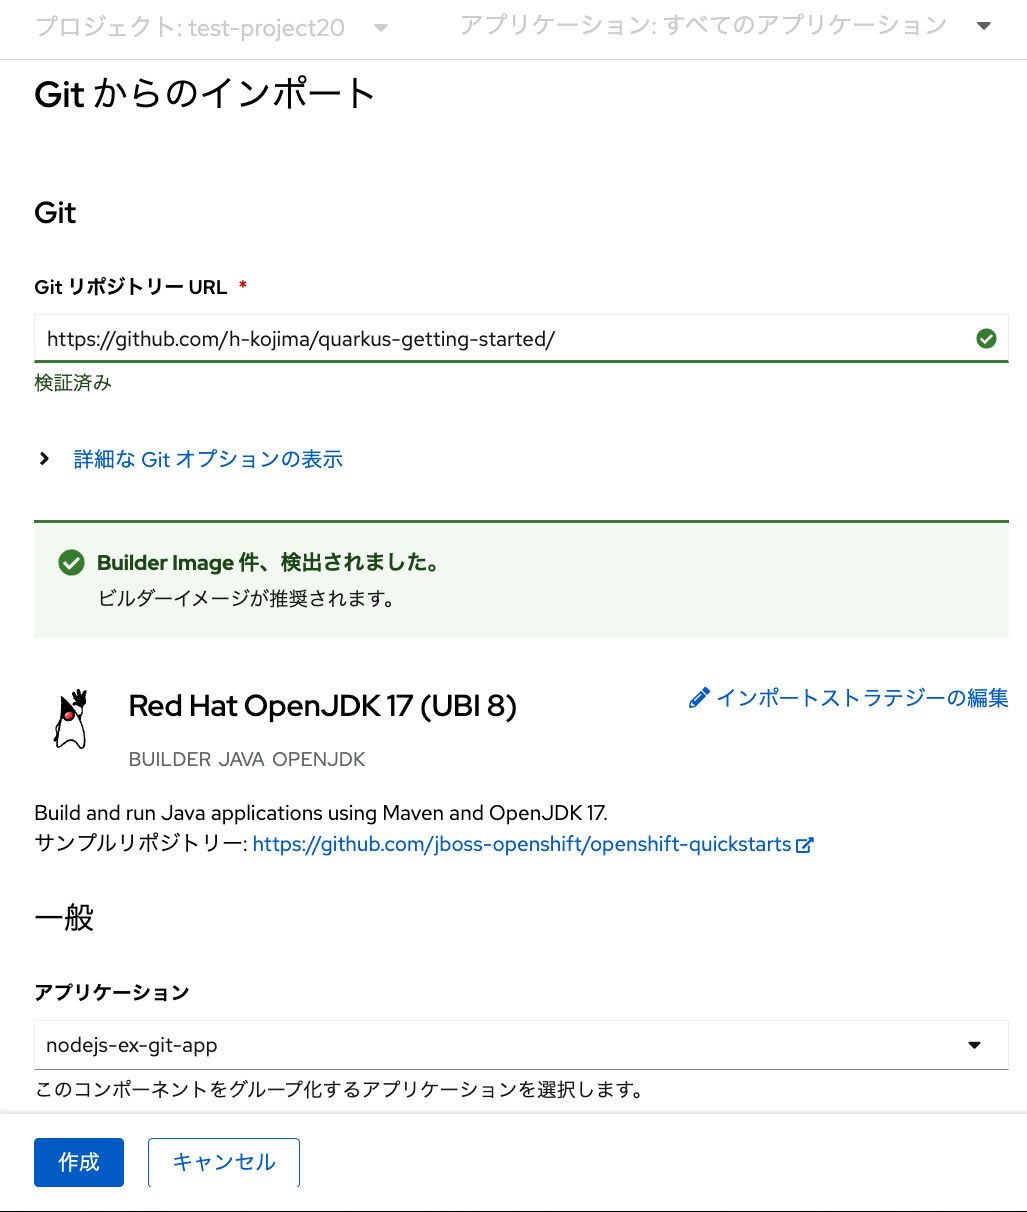 プロジェクト: test-project20
アプリケーション: すべてのアプリケーション
Git からのインポート
Git
Git リポジトリー URL *
https://github.com/h-kojima/quarkus-getting-started/
検証済み
詳細な Git オプションの表示
Builder Image 件、検出されました。
ビルダーイメージが推奨されます。
Red Hat OpenJDK 17 (UBI 8)
インポートストラテジーの編集
BUILDER JAVA OPENJDK
Build and run Java applications using Maven and OpenJDK 17.
サンプルリポジトリー: https://github.com/jboss-openshift/openshift-quickstarts
一般
アプリケーション
nodejs-ex-git-app
このコンポーネントをグループ化するアプリケーションを選択します。
作成
キャンセル